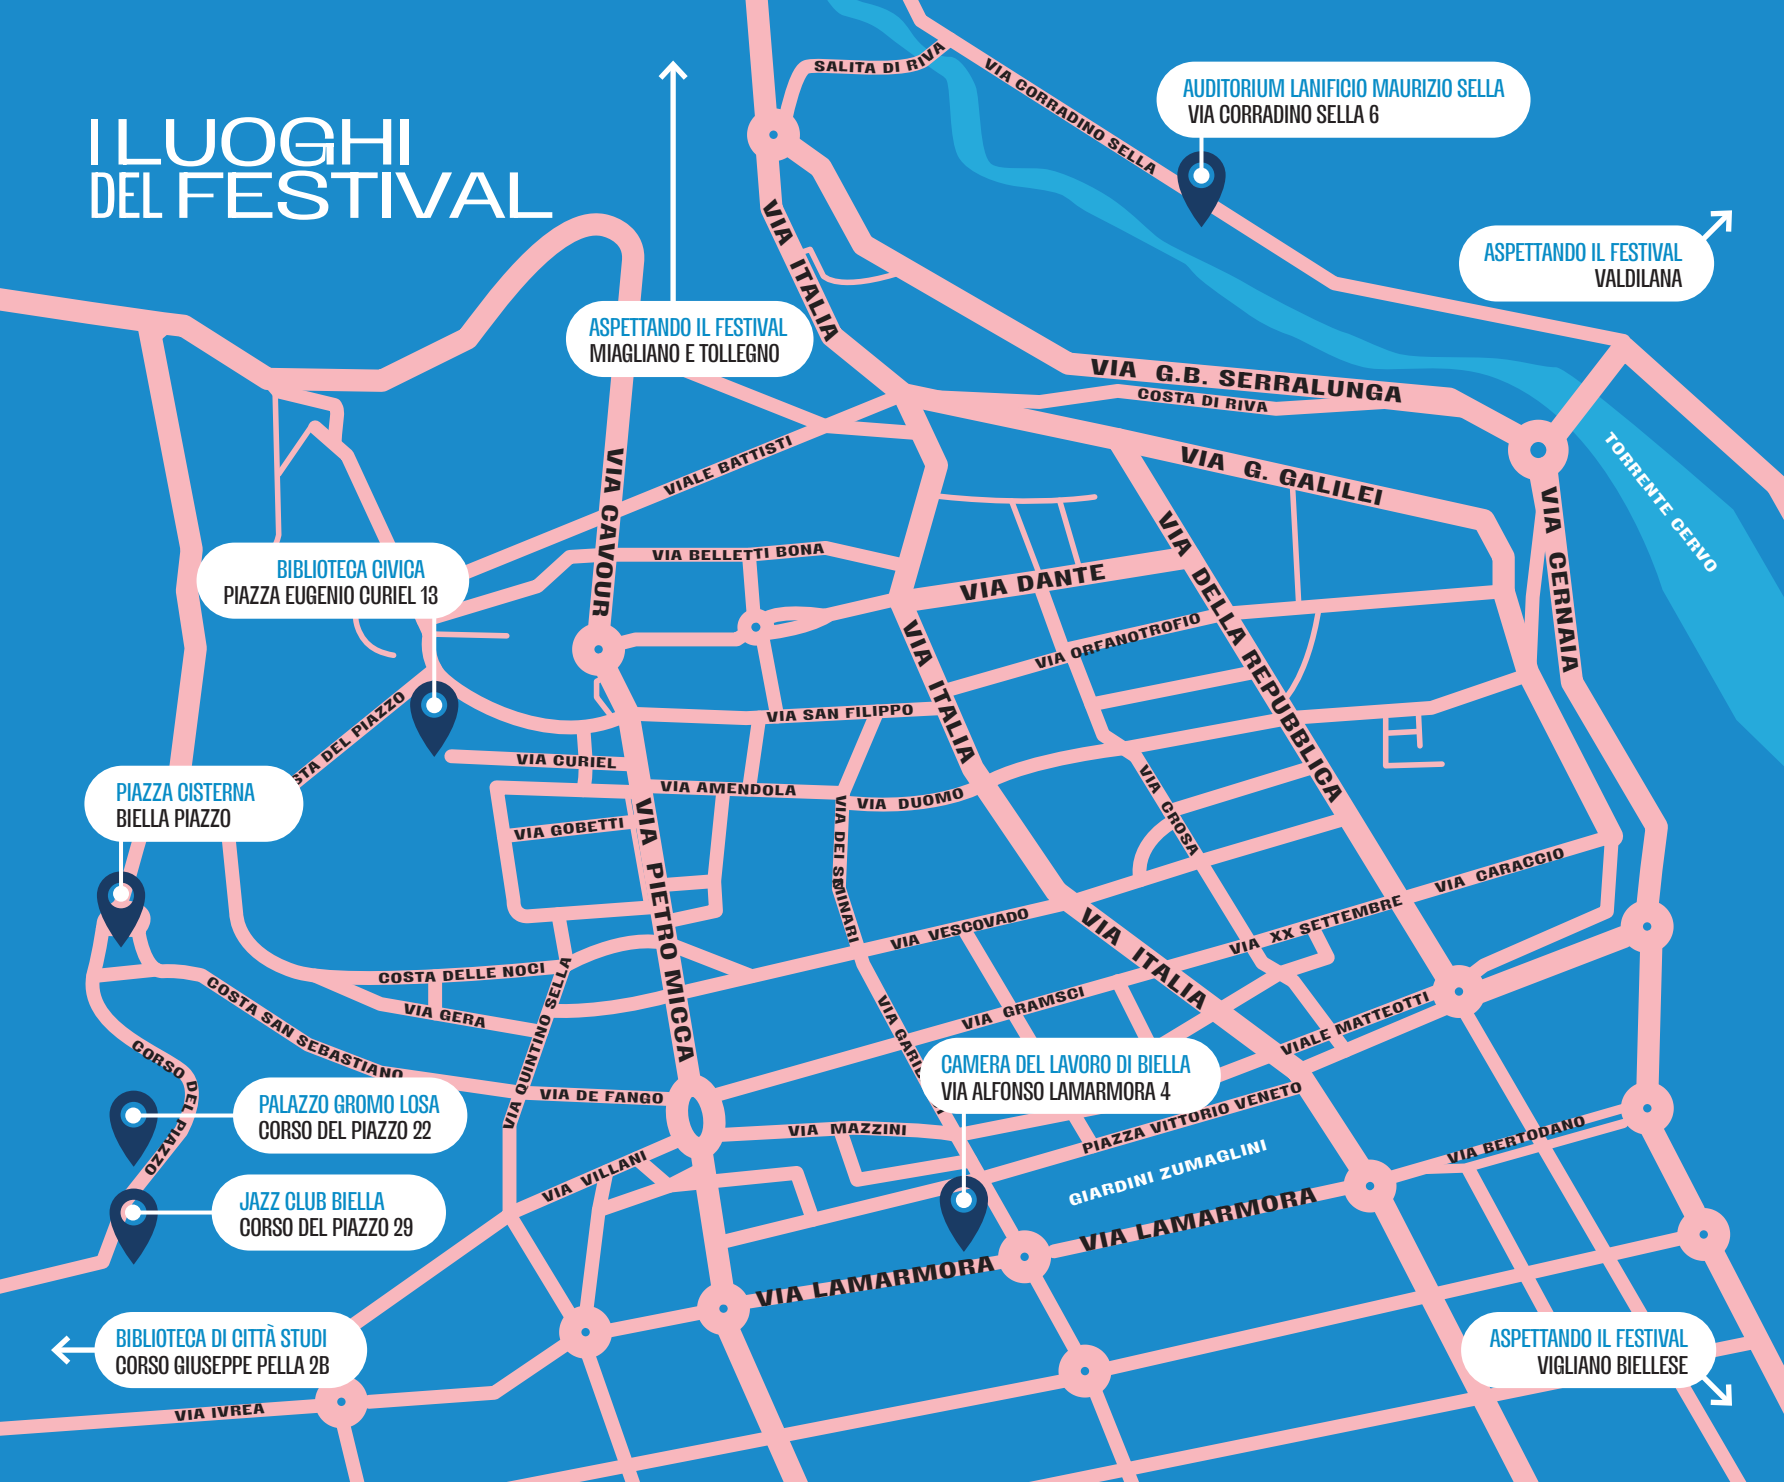 I LUOGHI
DEL FESTIVAL
SALITA DI RIVA
VIA CORRADINO SELLA
AUDITORIUM LANIFICIO MAURIZIO SELLA
VIA CORRADINO SELLA 6
ASPETTANDO IL FESTIVAL
VALDILANA
VIA ITALIA
ASPETTANDO IL FESTIVAL
MIAGLIANO E TOLLEGNO
VIA G.B. SERRALUNGA
COSTA DI RIVA
TORRENTE CERVO
VIALE BATTISTI
VIA CAVOUR
VIA G. GALILEI
VIA CERNAIA
VIA BELLETTI BONA
VIA DANTE
VIA DELLA REPUBBLICA
BIBLIOTECA CIVICA
PIAZZA EUGENIO CURIEL 13
VIA ORFANOTROFIO
VIA ITALIA
VIA SAN FILIPPO
STA DEL PIAZZO
VIA CURIEL
VIA AMENDOLA
VIA DUOMO
VIA CROSA
PIAZZA CISTERNA
BIELLA PIAZZO
VIA GOBETTI
VIA PIETRO MICCA
VIA DEI SEMINARI
VIA CARACCIO
VIA XX SETTEMBRE
VIA VESCOVADO
VIA ITALIA
COSTA DELLE NOCI
VIA GERA
VIA QUINTINO SELLA
COSTA SAN SEBASTIANO
VIA GRAMSCI
VIA GARI
VIALE MATTEOTTI
CORSO DEL PIAZZO
VIA DE FANGO
CAMERA DEL LAVORO DI BIELLA
VIA ALFONSO LAMARMORA 4
PALAZZO GROMO LOSA
CORSO DEL PIAZZO 22
VIA MAZZINI
PIAZZA VITTORIO VENETO
VIA BERTODANO
VIA VILLANI
GIARDINI ZUMAGLINI
JAZZ CLUB BIELLA
CORSO DEL PIAZZO 29
VIA LAMARMORA
VIA LAMARMORA
BIBLIOTECA DI CITTÀ STUDI
CORSO GIUSEPPE PELLA 2B
ASPETTANDO IL FESTIVAL
VIGLIANO BIELLESE
VIA IVREA